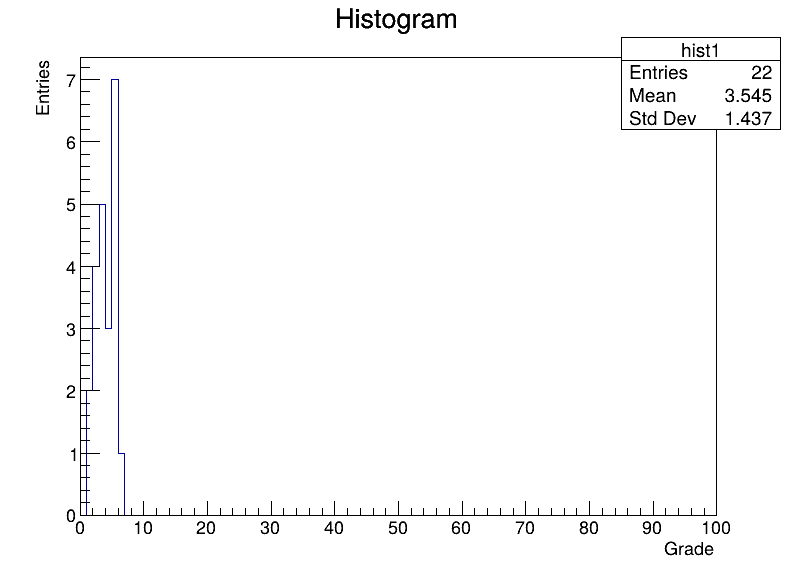 Histogram
hist1
Entries 22
Mean 3.545
Std Dev 1.437
Entries
7
6
5
4
3
2
1
0
0 10 20 30 40 50 60 70 80 90 100
Grade